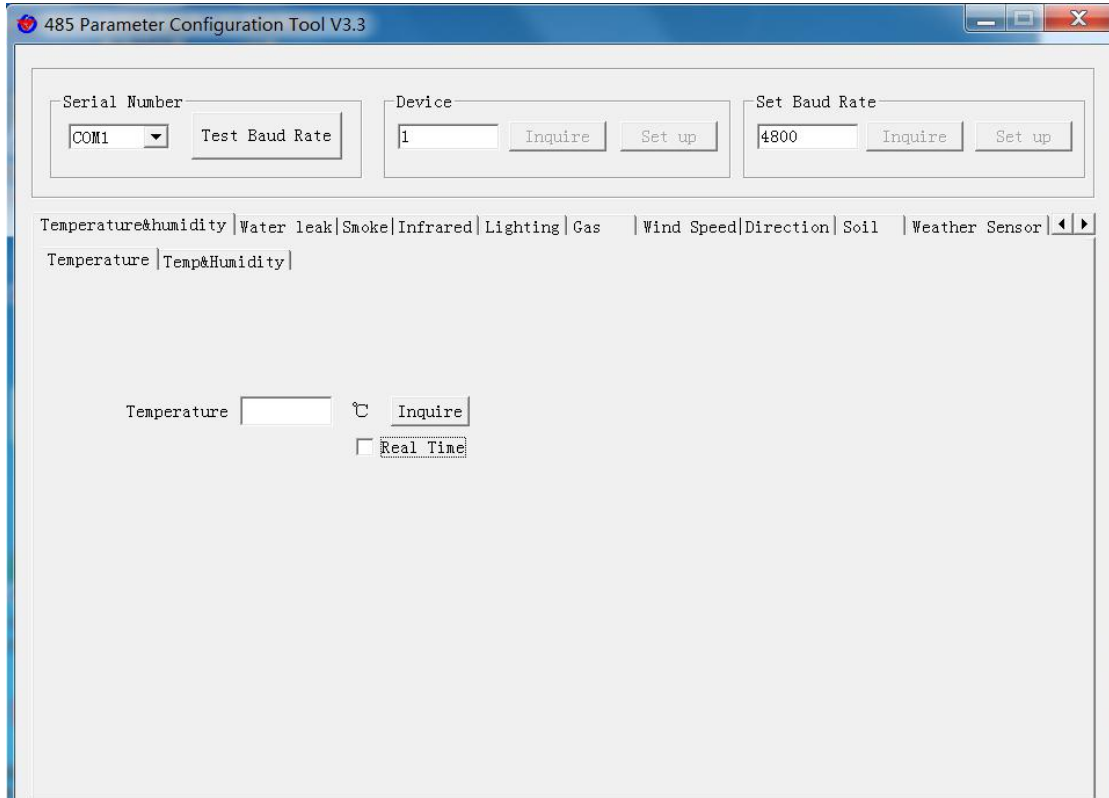 485 Parameter Configuration Tool V3.3
Serial Number Device Set Baud Rate
COM1 Test Baud Rate 1 Inquire Set up 4800 Inquire Set up
Temperature&humidity Water leak Smoke Infrared Lighting Gas Wind Speed Direction Soil Weather Sensor
Temperature Temp&Humidity
Temperature ℃ Inquire
Real Time